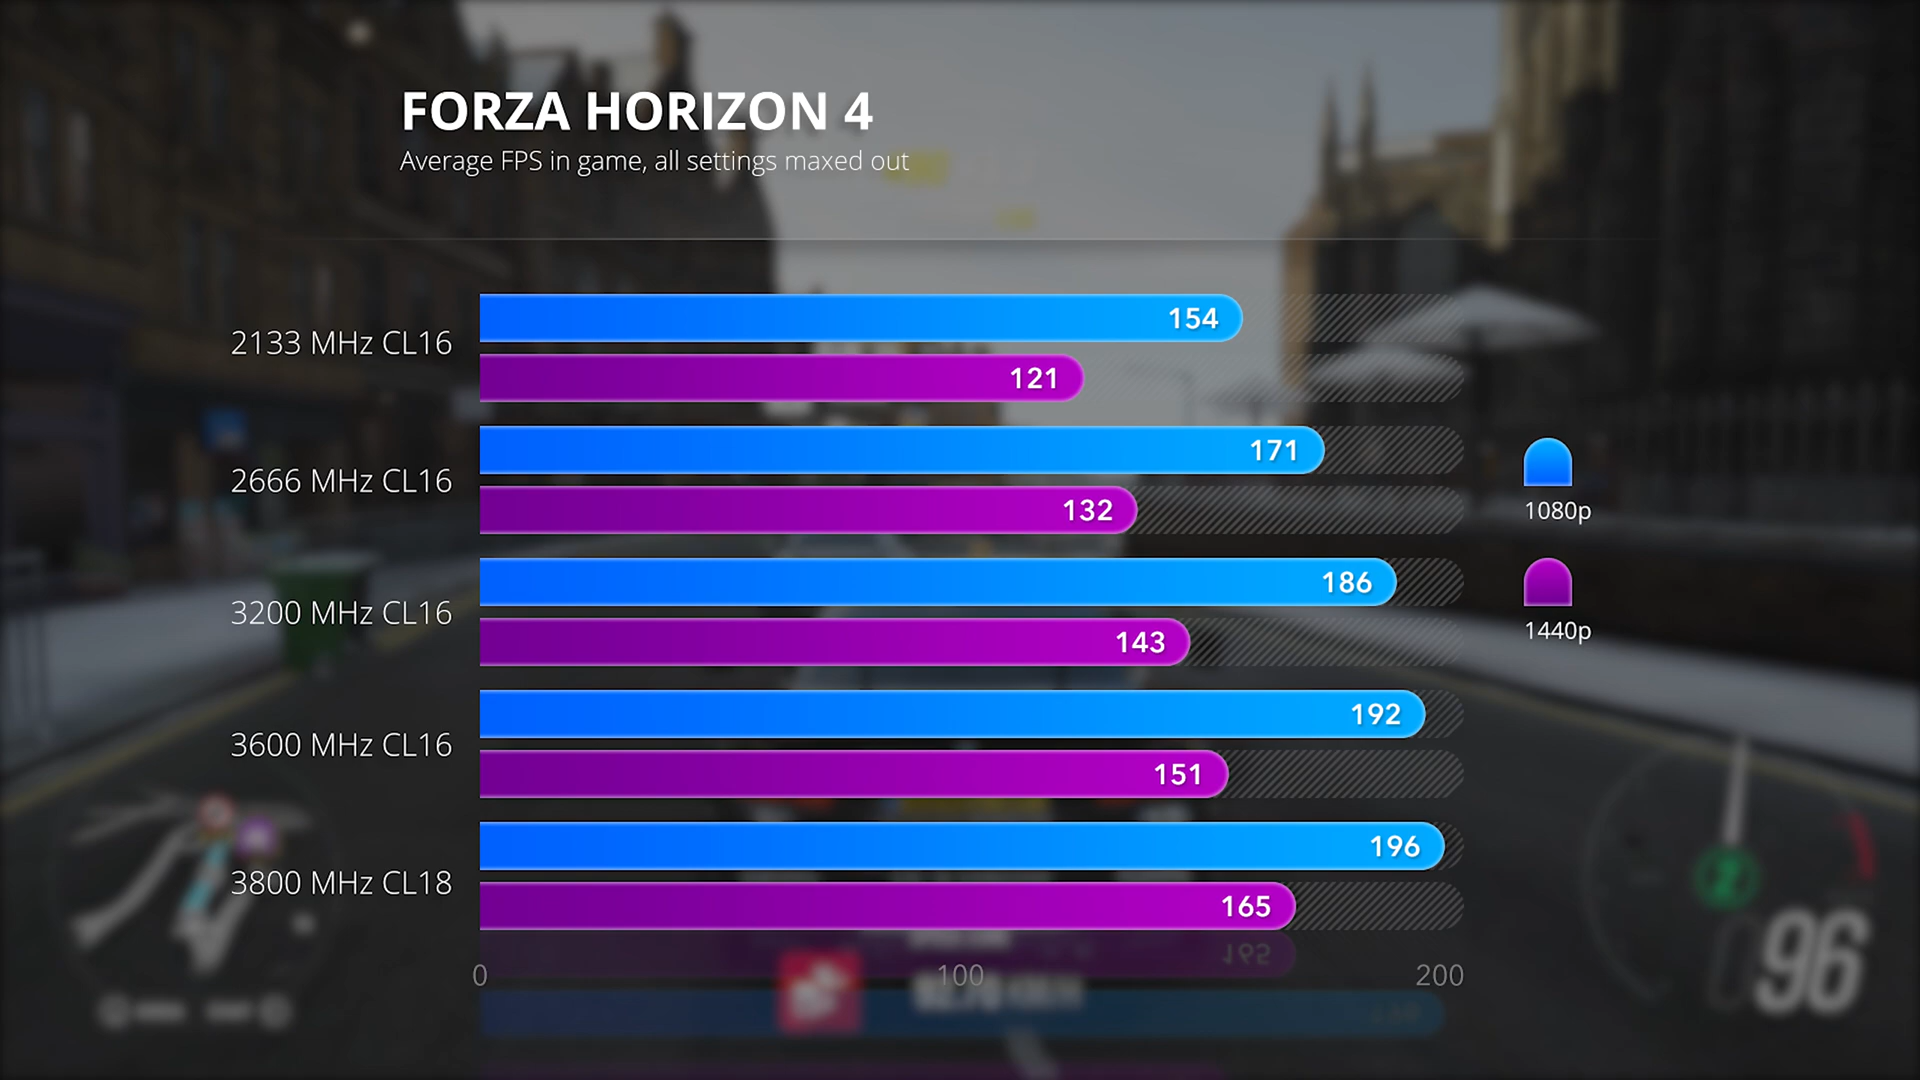 FORZA HORIZON 4
Average FPS in game, all settings maxed out
2133 MHz CL16
154
121
2666 MHz CL16
171
132
3200 MHz CL16
186
143
3600 MHz CL16
192
151
3800 MHz CL18
196
165
0
100
200
1080p
1440p
96